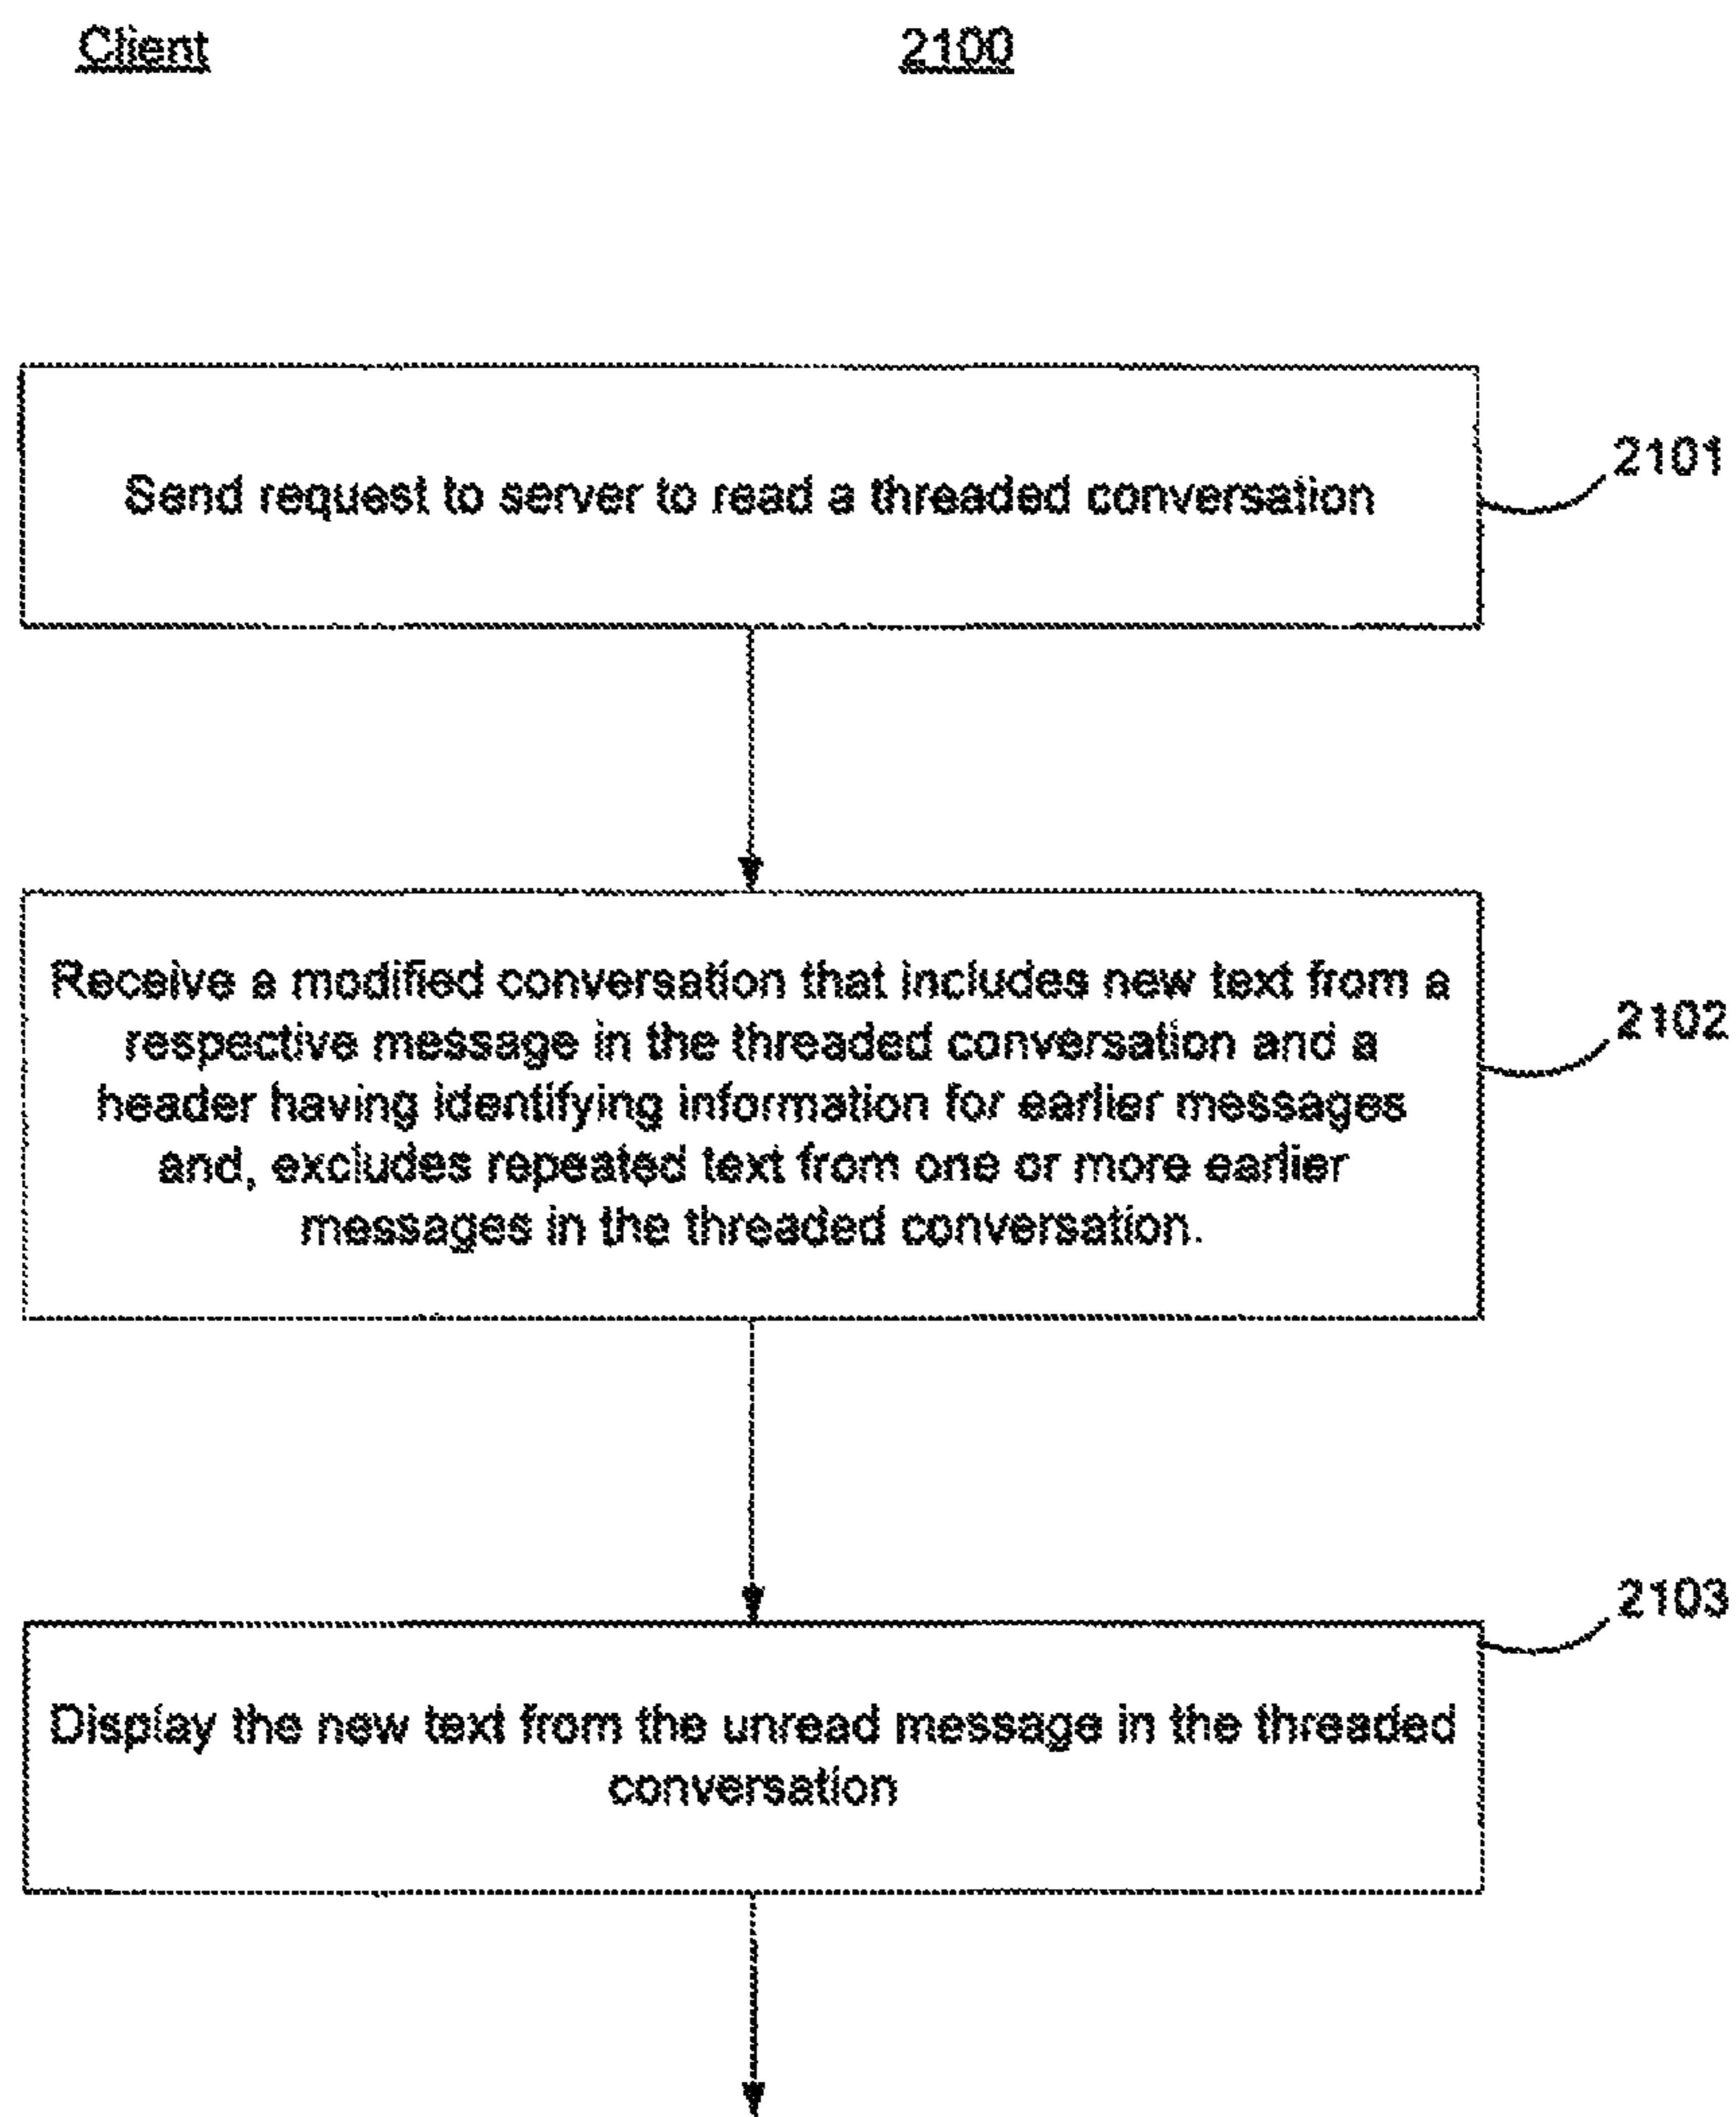 Client 2100
Send request to server to read a threaded conversation
2101
Receive a modified conversation that includes new text from a
respective message in the threaded conversation and a
header having identifying information for earlier messages
and, excludes repeated text from one or more earlier
messages in the threaded conversation.
2102
2103
Display the new text from the unread message in the threaded
conversation